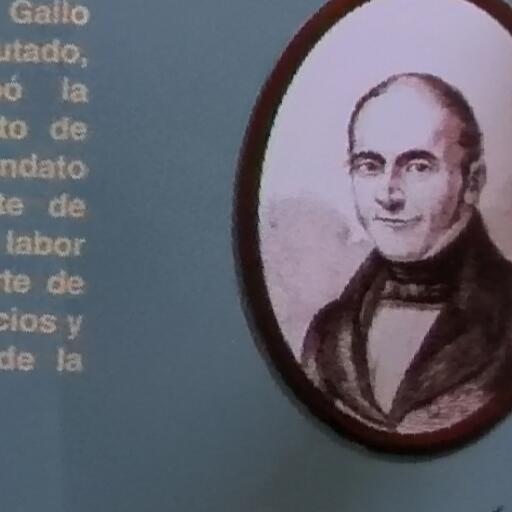 Gallo
utado,
ó la
to de
ndato
te de
labor
rte de
cios y
de la